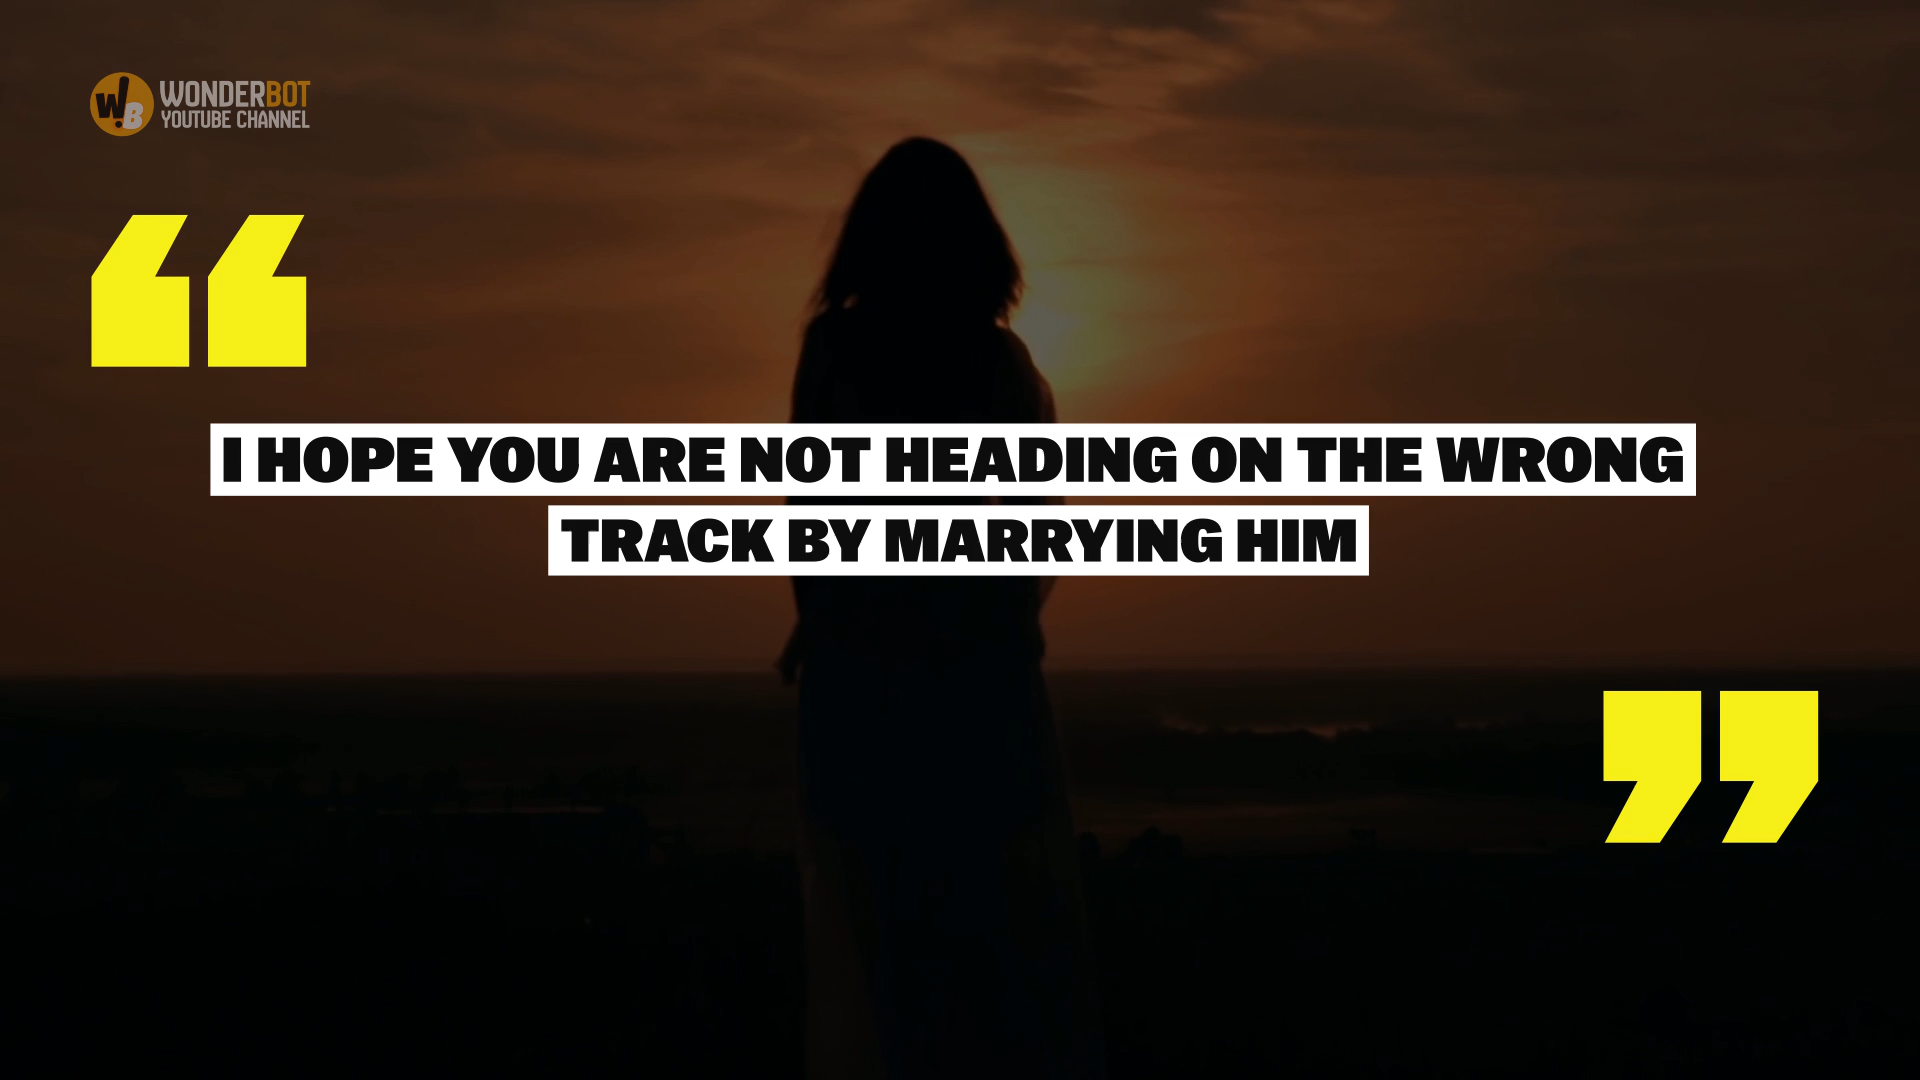 W!B
WONDERBOT
YOUTUBE CHANNEL
“
I HOPE YOU ARE NOT HEADING ON THE WRONG
TRACK BY MARRYING HIM
”